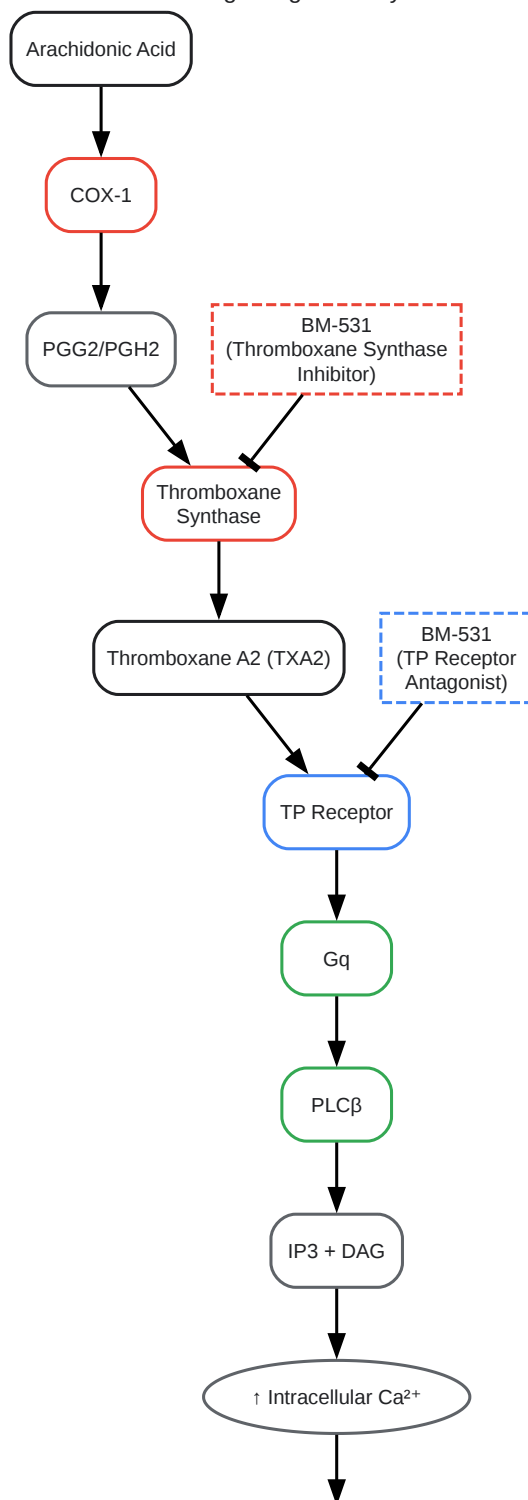 Arachidonic Acid
COX-1
PGG2/PGH2
BM-531
(Thromboxane Synthase
Inhibitor)
Thromboxane
Synthase
Thromboxane A2 (TXA2)
BM-531
(TP Receptor
Antagonist)
TP Receptor
Gq
PLCβ
IP3 + DAG
↑ Intracellular Ca²⁺